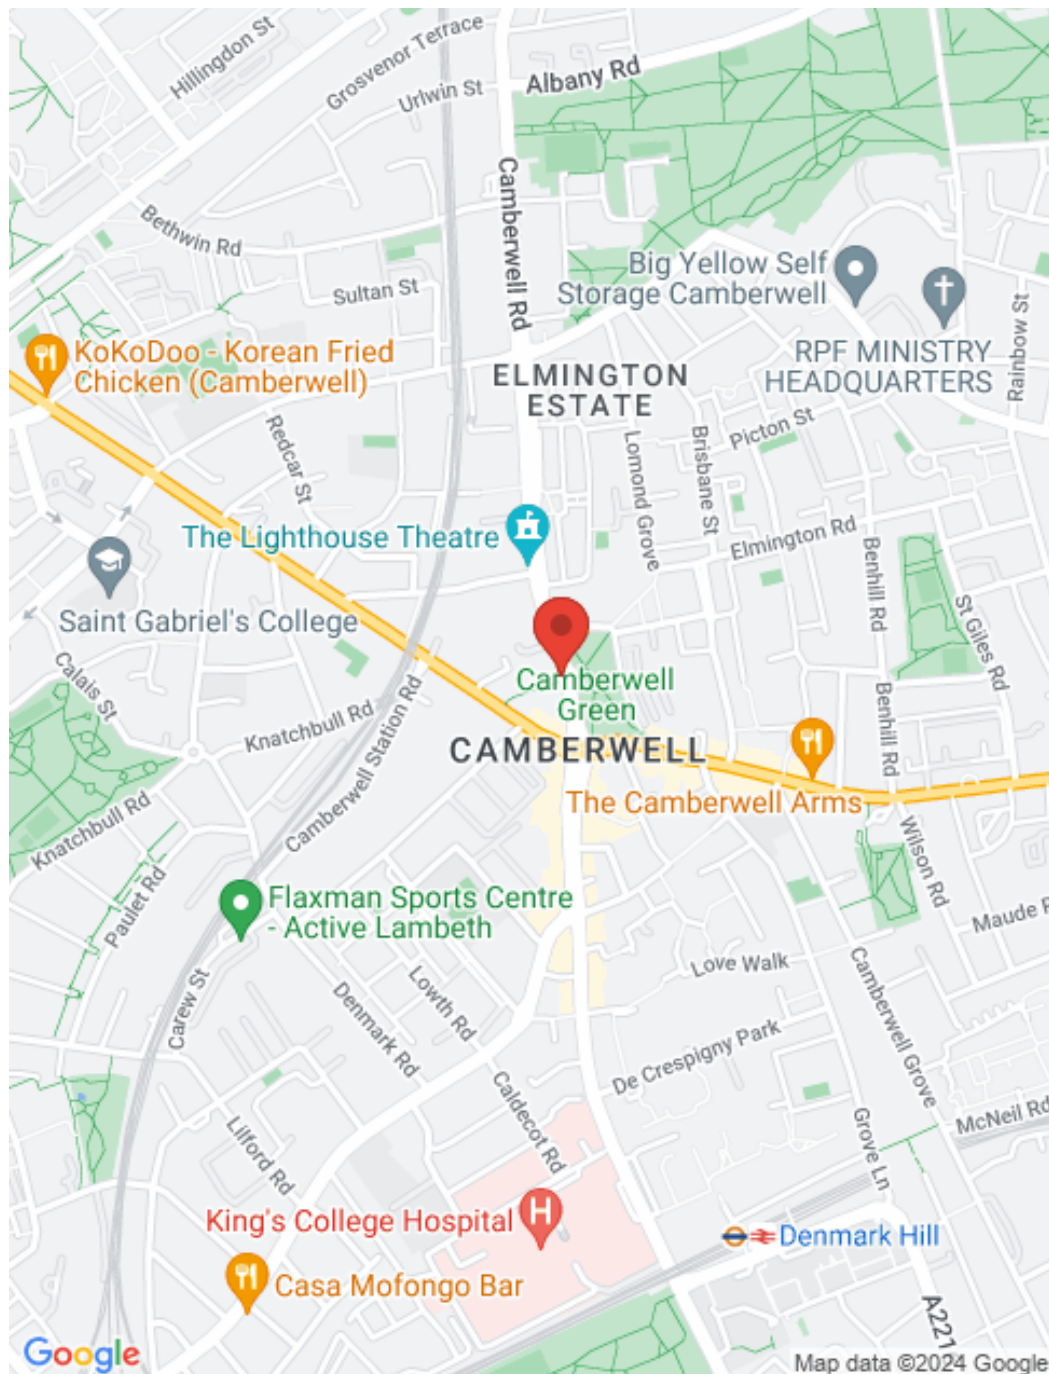 Hillingdon St
Grosvenor Terrace
Urlwin St
Albany Rd
Camberwell Rd
Bethwin Rd
Sultan St
Big Yellow Self
Storage Camberwell
RPF MINISTRY
HEADQUARTERS
Rainbow St
KoKoDoo - Korean Fried
Chicken (Camberwell)
ELMINGTON
ESTATE
Redcar St
Lomond Grove
Brisbane St
Picton St
The Lighthouse Theatre
Elmington Rd
Benhill Rd
St Giles Rd
Saint Gabriel's College
Calais St
Camberwell
Green
Knatchbull Rd
Camberwell Station Rd
Benhill Rd
CAMBERWELL
The Camberwell Arms
Knatchbull Rd
Paulet Rd
Wilson Rd
Flaxman Sports Centre
- Active Lambeth
Maude R
Love Walk
Carew St
Denmark Rd
Lowth Rd
Camberwell Grove
De Crespigny Park
Caldecot Rd
Lilford Rd
Grove Ln
McNeil Rd
King's College Hospital
H
Denmark Hill
Casa Mofongo Bar
A221
Google
Map data ©2024 Google